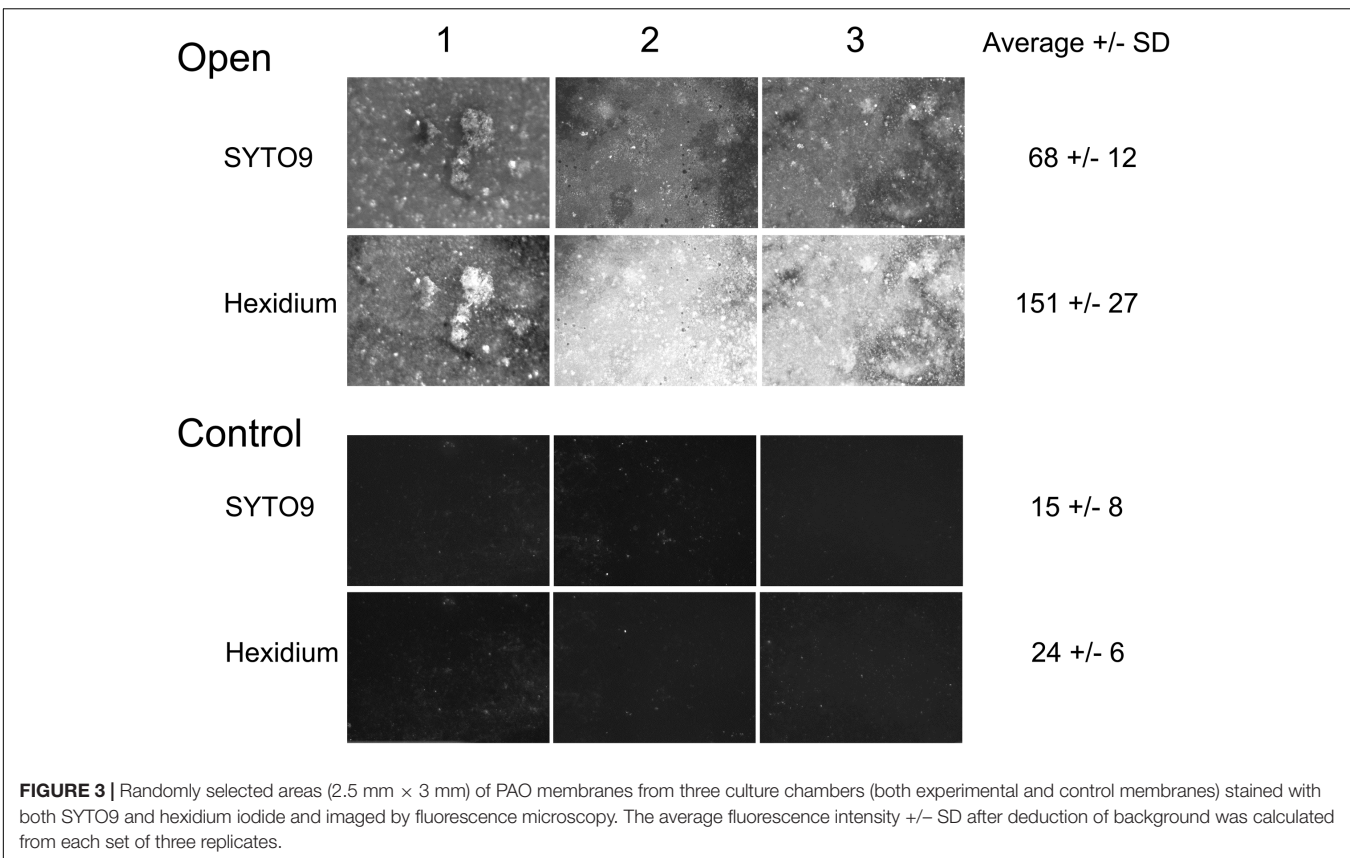 1 2 3 Average +/- SD
Open
SYTO9 68 +/- 12
Hexidium 151 +/- 27
Control
SYTO9 15 +/- 8
Hexidium 24 +/- 6
FIGURE 3 | Randomly selected areas (2.5 mm × 3 mm) of PAO membranes from three culture chambers (both experimental and control membranes) stained with
both SYTO9 and hexidium iodide and imaged by fluorescence microscopy. The average fluorescence intensity +/– SD after deduction of background was calculated
from each set of three replicates.